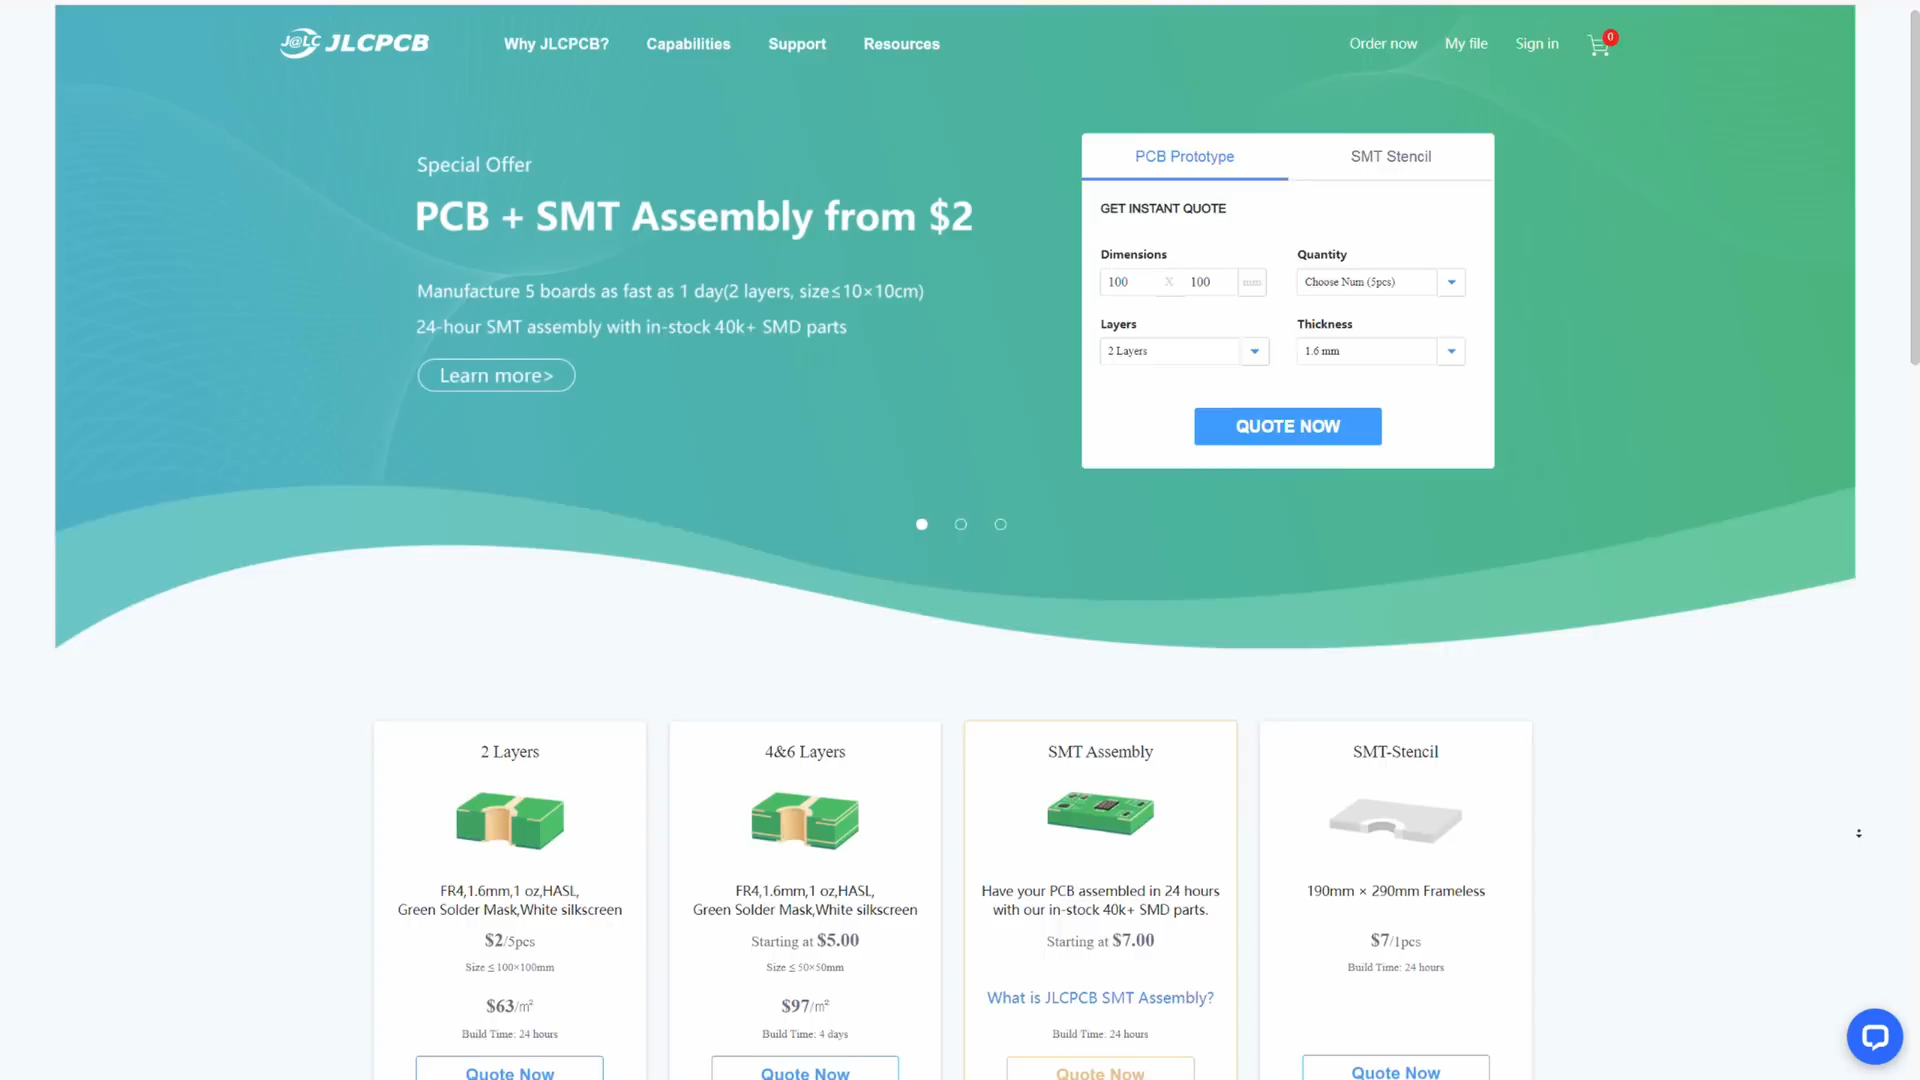 J@LC JLCPCB
Why JLCPCB?
Capabilities
Support
Resources
Order now
My file
Sign in
0
Special Offer
PCB + SMT Assembly from $2
Manufacture 5 boards as fast as 1 day(2 layers, size≤10×10cm)
24-hour SMT assembly with in-stock 40k+ SMD parts
Learn more>
PCB Prototype
SMT Stencil
GET INSTANT QUOTE
Dimensions
Quantity
100 X 100 mm
Choose Num (5pcs)
Layers
Thickness
2 Layers
1.6 mm
QUOTE NOW
2 Layers
FR4,1.6mm,1 oz,HASL,
Green Solder Mask,White silkscreen
$2/5pcs
Size ≤ 100×100mm
$63/m²
Build Time: 24 hours
Quote Now
4&6 Layers
FR4,1.6mm,1 oz,HASL,
Green Solder Mask,White silkscreen
Starting at $5.00
Size ≤ 50×50mm
$97/m²
Build Time: 4 days
Quote Now
SMT Assembly
Have your PCB assembled in 24 hours
with our in-stock 40k+ SMD parts.
Starting at $7.00
What is JLCPCB SMT Assembly?
Build Time: 24 hours
Quote Now
SMT-Stencil
190mm × 290mm Frameless
$7/1pcs
Build Time: 24 hours
Quote Now